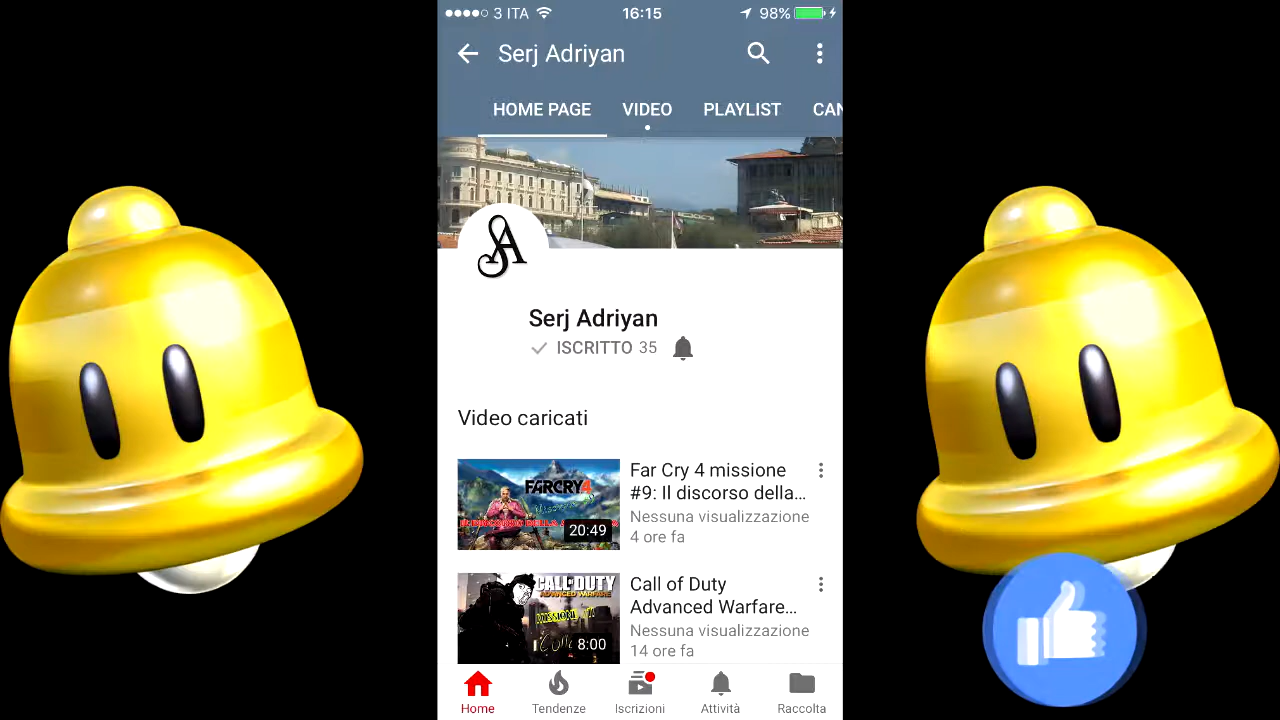 3 ITA 16:15 98%
Serj Adriyan
HOME PAGE VIDEO PLAYLIST CAN
SA
Serj Adriyan
ISCRITTO 35
Video caricati
FARCRY4
20:49
Far Cry 4 missione
#9: Il discorso della...
Nessuna visualizzazione
4 ore fa
CALL OF DUTY
ADVANCED WARFARE
8:00
Call of Duty
Advanced Warfare...
Nessuna visualizzazione
14 ore fa
Home Tendenze Iscrizioni Attività Raccolta